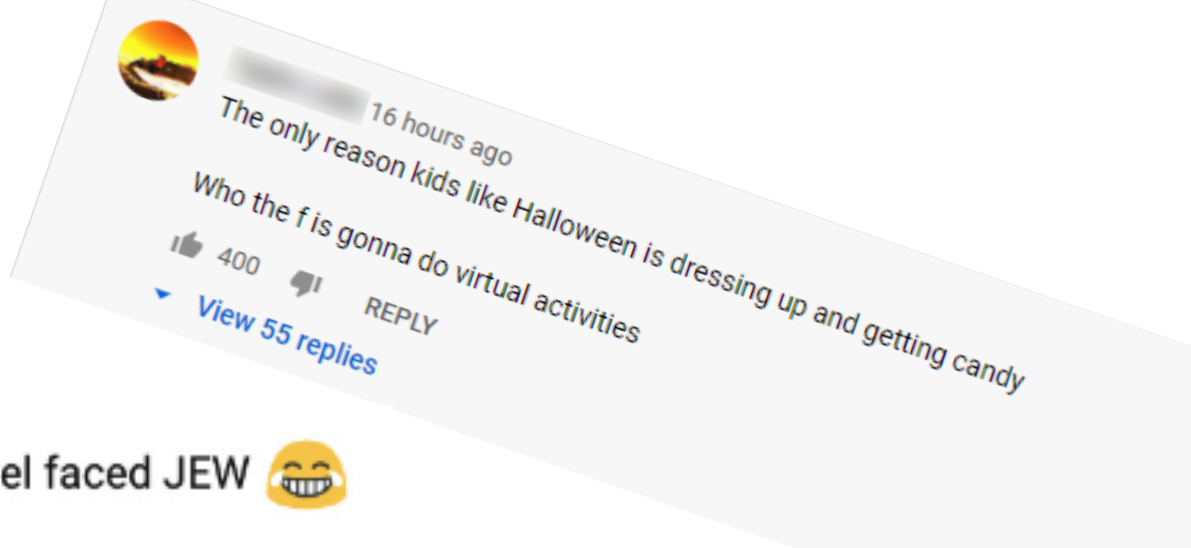 16 hours ago
The only reason kids like Halloween is dressing up and getting candy
Who the f is gonna do virtual activities
400 REPLY
View 55 replies
el faced JEW 😂